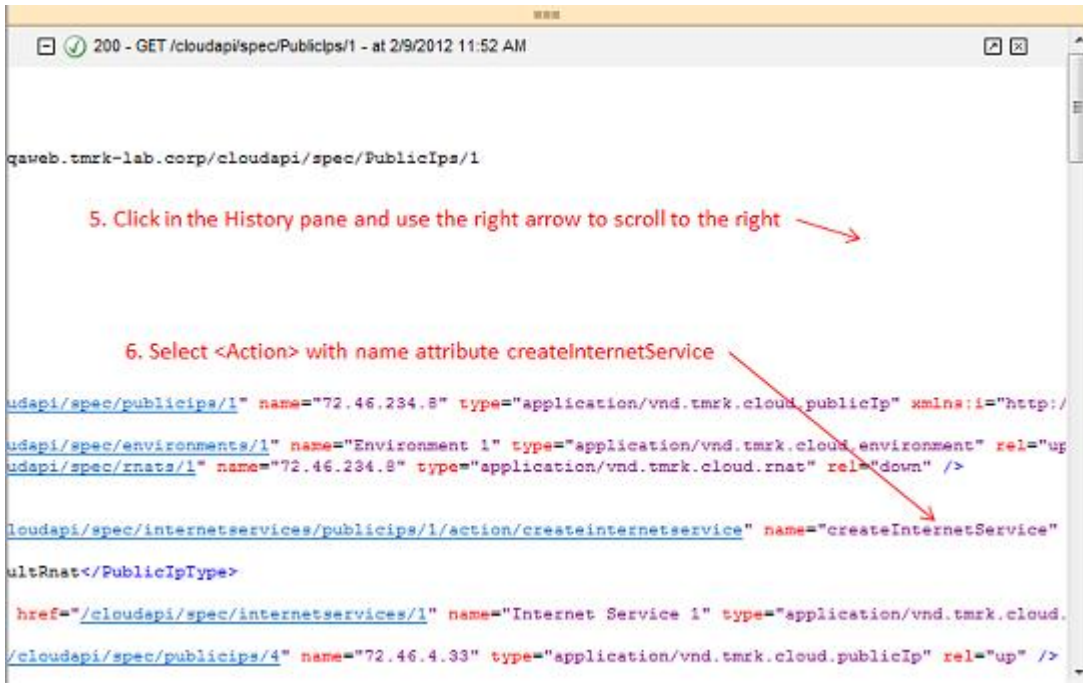 200 - GET /cloudapi/spec/PublicIps/1 - at 2/9/2012 11:52 AM
qaweb.tmrk-lab.corp/cloudapi/spec/PublicIps/1
5. Click in the History pane and use the right arrow to scroll to the right
6. Select <Action> with name attribute createInternetService
udapi/spec/publicips/1" name="72.46.234.8" type="application/vnd.tmrk.cloud.publicIp" xmlns:i="http:/
udapi/spec/environments/1" name="Environment 1" type="application/vnd.tmrk.cloud.environment" rel="up
udapi/spec/rnats/1" name="72.46.234.8" type="application/vnd.tmrk.cloud.rnat" rel="down" />
loudapi/spec/internetservices/publicips/1/action/createinternetservice" name="createInternetService"
ultRnat</PublicIpType>
href="/cloudapi/spec/internetservices/1" name="Internet Service 1" type="application/vnd.tmrk.cloud.
/cloudapi/spec/publicips/4" name="72.46.4.33" type="application/vnd.tmrk.cloud.publicIp" rel="up" />